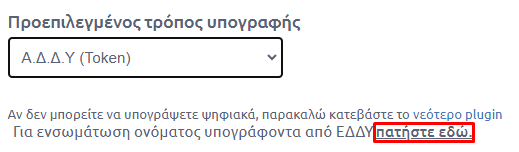 Προεπιλεγμένος τρόπος υπογραφής
Α.Δ.Δ.Υ (Token)
Αν δεν μπορείτε να υπογράψετε ψηφιακά, παρακαλώ κατεβάστε το νεότερο plugin
Για ενσωμάτωση ονόματος υπογράφοντα από ΕΔΔΥ πατήστε εδώ.